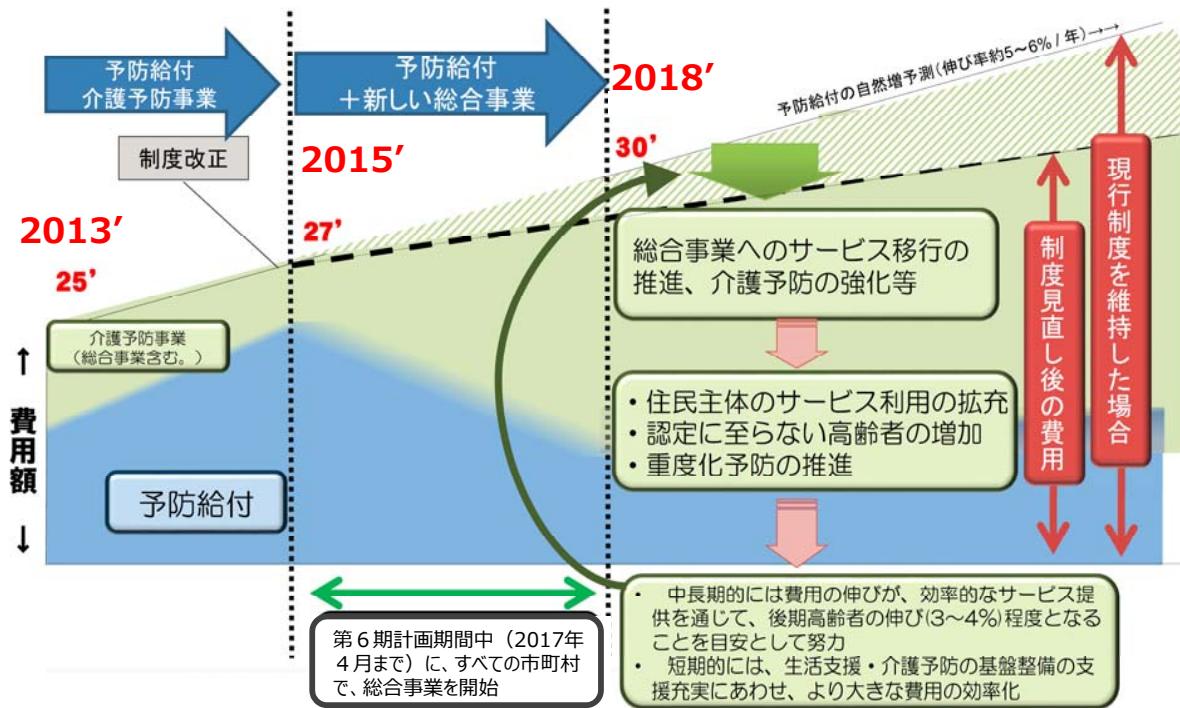 予防給付
介護予防事業
予防給付
＋新しい総合事業
2018’
予防給付の自然増予測(伸び率約5～6% / 年)→→
制度改正
2015’
30’
2013’
27’
25’
総合事業へのサービス移行の
推進、介護予防の強化等
現行制度を維持した場合
制度見直し後の費用
介護予防事業
（総合事業含む。）
↑ 費用額 ↓
・住民主体のサービス利用の拡充
・認定に至らない高齢者の増加
・重度化予防の推進
予防給付
・ 中長期的には費用の伸びが、効率的なサービス提
供を通じて、後期高齢者の伸び(3～4%)程度となる
ことを目安として努力
・ 短期的には、生活支援・介護予防の基盤整備の支
援充実にあわせ、より大きな費用の効率化
第６期計画期間中（2017年
４月まで）に、すべての市町村
で、総合事業を開始